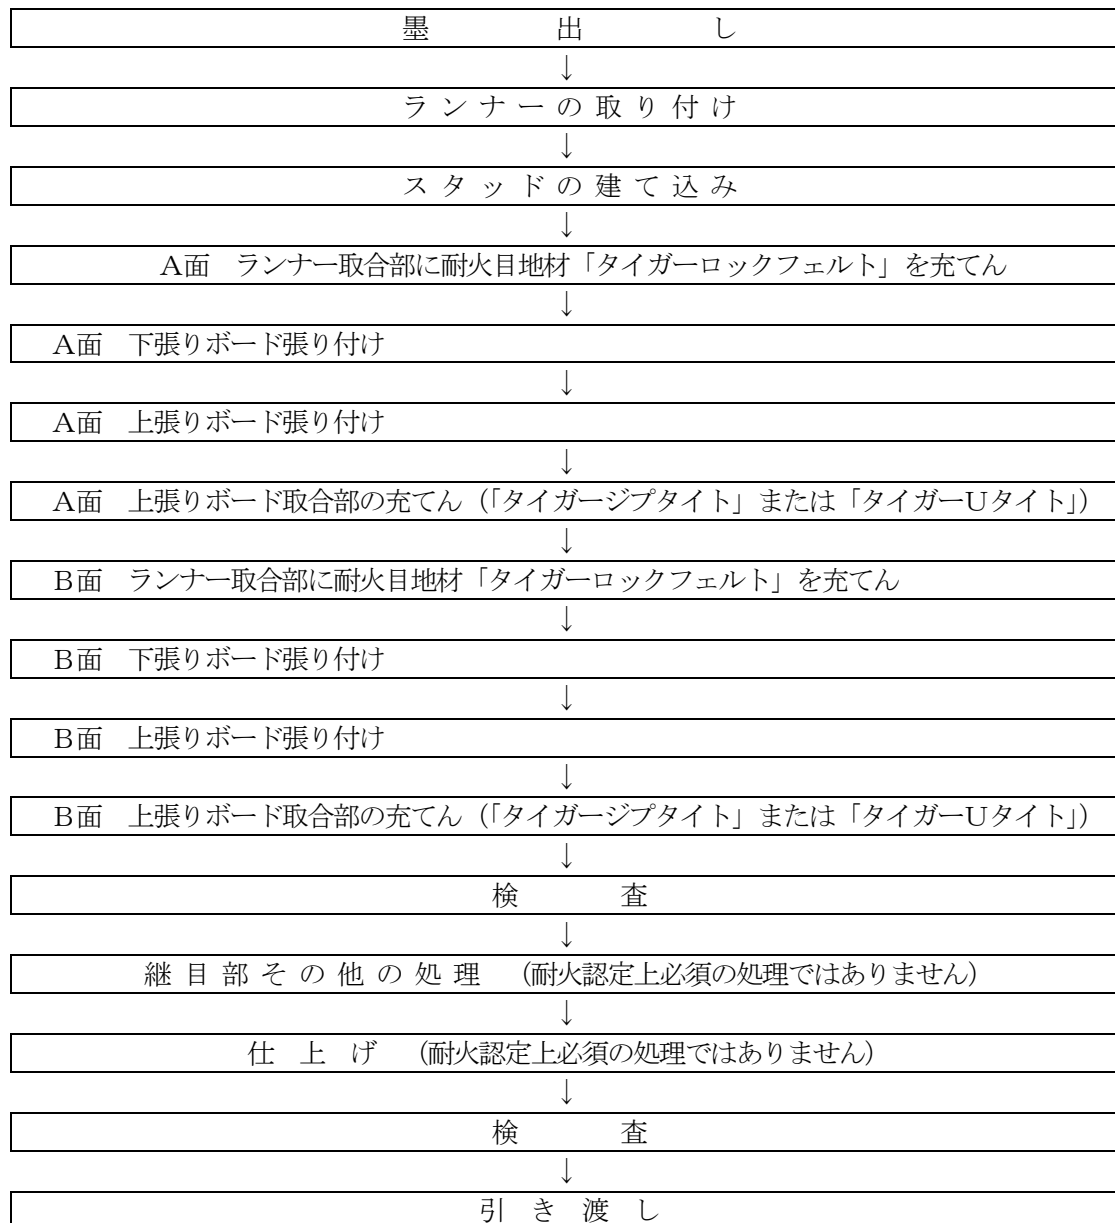 墨出し
↓
ランナーの取り付け
↓
スタッドの建て込み
↓
A面　ランナー取合部に耐火目地材「タイガーロックフェルト」を充てん
↓
A面　下張りボード張り付け
↓
A面　上張りボード張り付け
↓
A面　上張りボード取合部の充てん（「タイガージプタイト」または「タイガーUタイト」）
↓
B面　ランナー取合部に耐火目地材「タイガーロックフェルト」を充てん
↓
B面　下張りボード張り付け
↓
B面　上張りボード張り付け
↓
B面　上張りボード取合部の充てん（「タイガージプタイト」または「タイガーUタイト」）
↓
検査
↓
継目部その他の処理　（耐火認定上必須の処理ではありません）
↓
仕上げ　（耐火認定上必須の処理ではありません）
↓
検査
↓
引き渡し